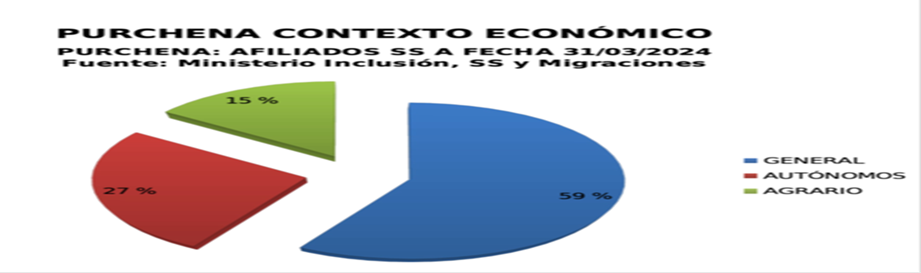 PURCHENA CONTEXTO ECONÓMICO
PURCHENA: AFILIADOS SS A FECHA 31/03/2024
Fuente: Ministerio Inclusión, SS y Migraciones
15 %
27 %
59 %
GENERAL
AUTÓNOMOS
AGRARIO